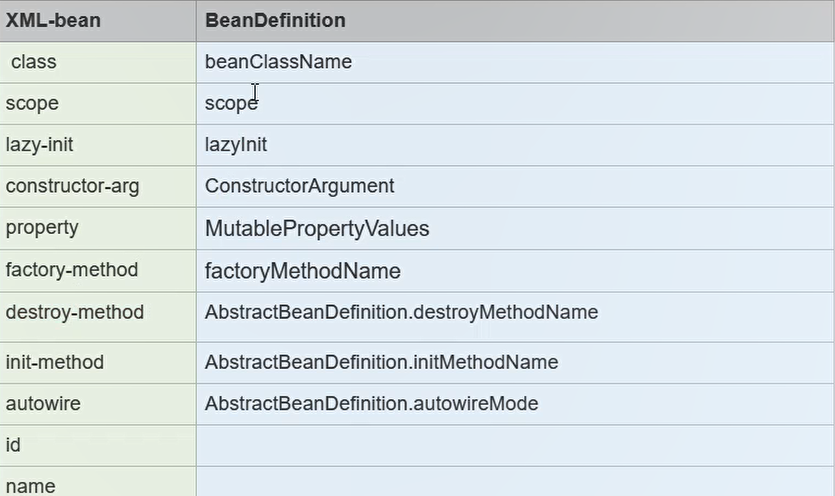 XML-bean BeanDefinition
class beanClassName
scope scope
lazy-init lazyInit
constructor-arg ConstructorArgument
property MutablePropertyValues
factory-method factoryMethodName
destroy-method AbstractBeanDefinition.destroyMethodName
init-method AbstractBeanDefinition.initMethodName
autowire AbstractBeanDefinition.autowireMode
id
name